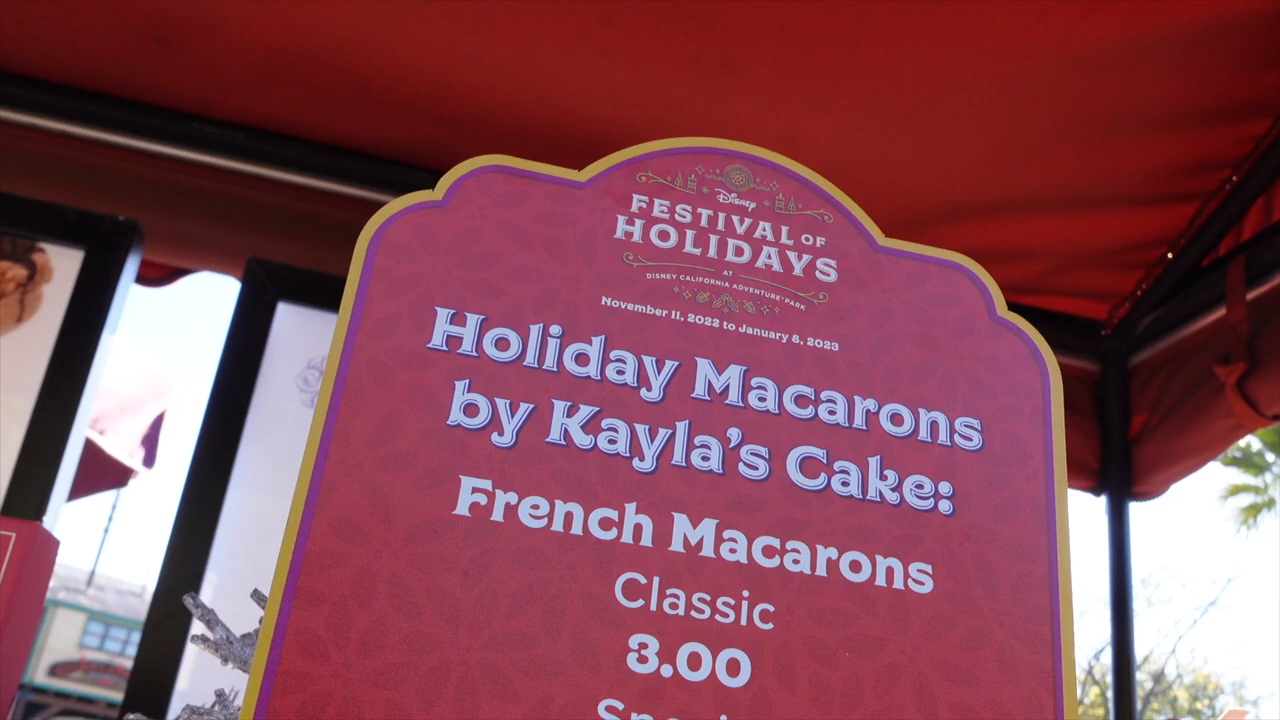 Disney
FESTIVAL OF
HOLIDAYS
AT
DISNEY CALIFORNIA ADVENTURE® PARK
November 11, 2022 to January 8, 2023
Holiday Macarons
by Kayla's Cake:
French Macarons
Classic
3.00